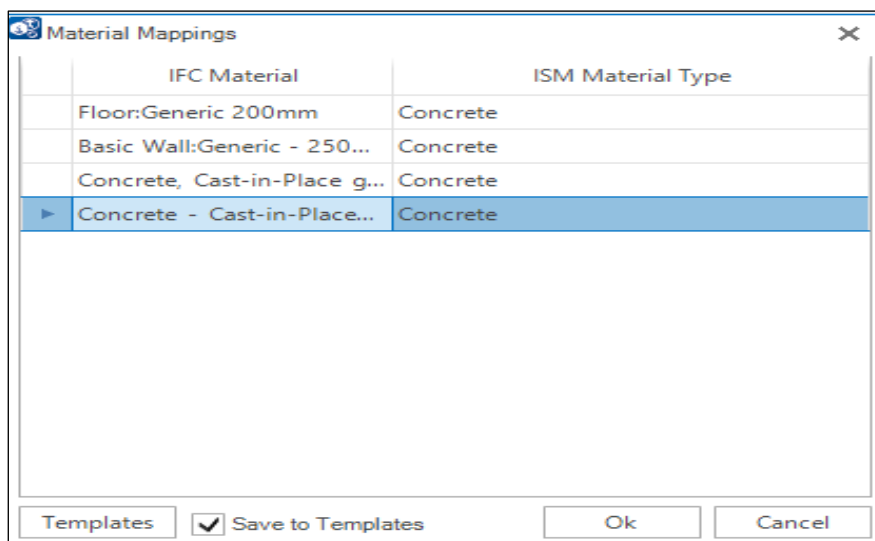 Material Mappings
IFC Material ISM Material Type
Floor:Generic 200mm Concrete
Basic Wall:Generic - 250... Concrete
Concrete, Cast-in-Place g... Concrete
Concrete - Cast-in-Place... Concrete
Templates Save to Templates Ok Cancel